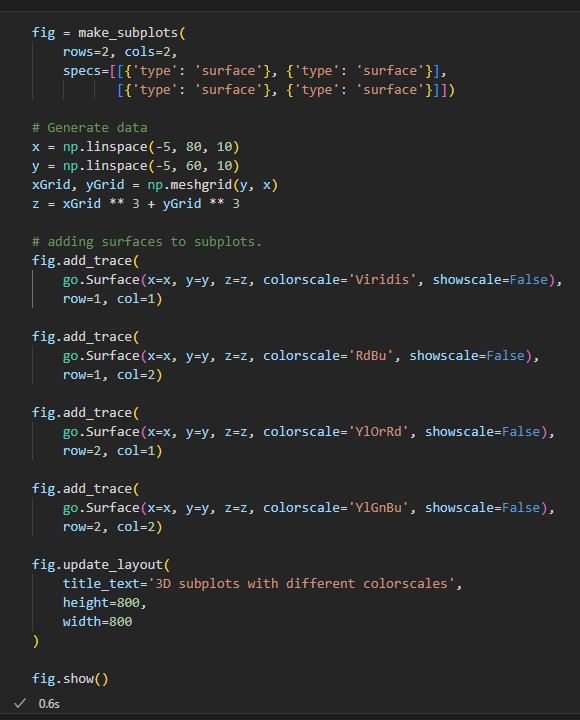 fig = make_subplots(
    rows=2, cols=2,
    specs=[[{'type': 'surface'}, {'type': 'surface'}],
           [{'type': 'surface'}, {'type': 'surface'}]])

# Generate data
x = np.linspace(-5, 80, 10)
y = np.linspace(-5, 60, 10)
xGrid, yGrid = np.meshgrid(y, x)
z = xGrid ** 3 + yGrid ** 3

# adding surfaces to subplots.
fig.add_trace(
    go.Surface(x=x, y=y, z=z, colorscale='Viridis', showscale=False),
    row=1, col=1)

fig.add_trace(
    go.Surface(x=x, y=y, z=z, colorscale='RdBu', showscale=False),
    row=1, col=2)

fig.add_trace(
    go.Surface(x=x, y=y, z=z, colorscale='YlOrRd', showscale=False),
    row=2, col=1)

fig.add_trace(
    go.Surface(x=x, y=y, z=z, colorscale='YlGnBu', showscale=False),
    row=2, col=2)

fig.update_layout(
    title_text='3D subplots with different colorscales',
    height=800,
    width=800
)

fig.show()
0.6s